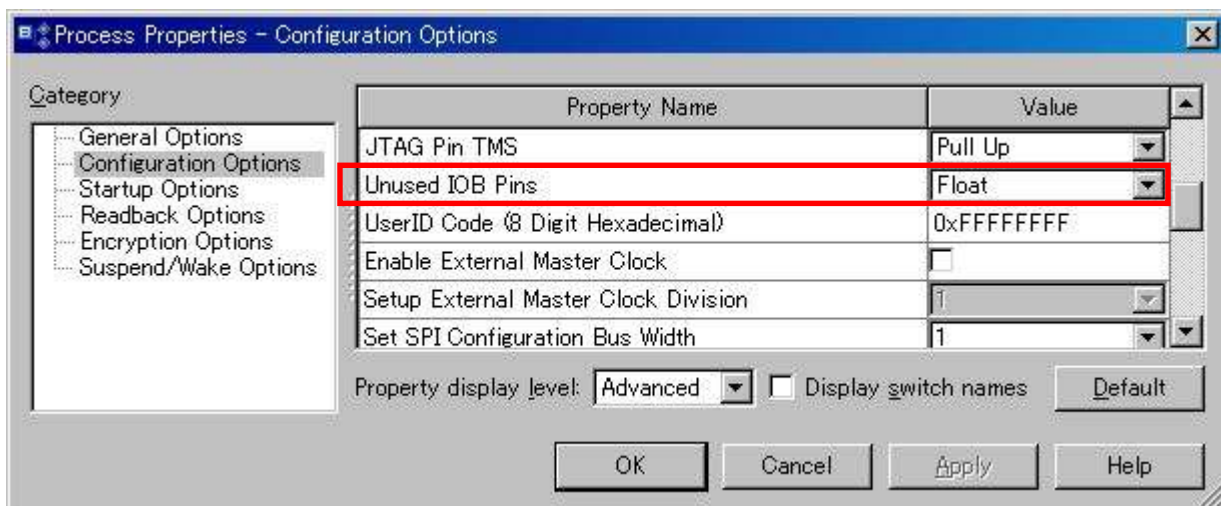 Process Properties - Configuration Options
Category
General Options
Configuration Options
Startup Options
Readback Options
Encryption Options
Suspend/Wake Options
Property Name Value
JTAG Pin TMS Pull Up
Unused IOB Pins Float
UserID Code (8 Digit Hexadecimal) 0xFFFFFFFF
Enable External Master Clock
Setup External Master Clock Division 1
Set SPI Configuration Bus Width 1
Property display level: Advanced Display switch names Default
OK Cancel Apply Help